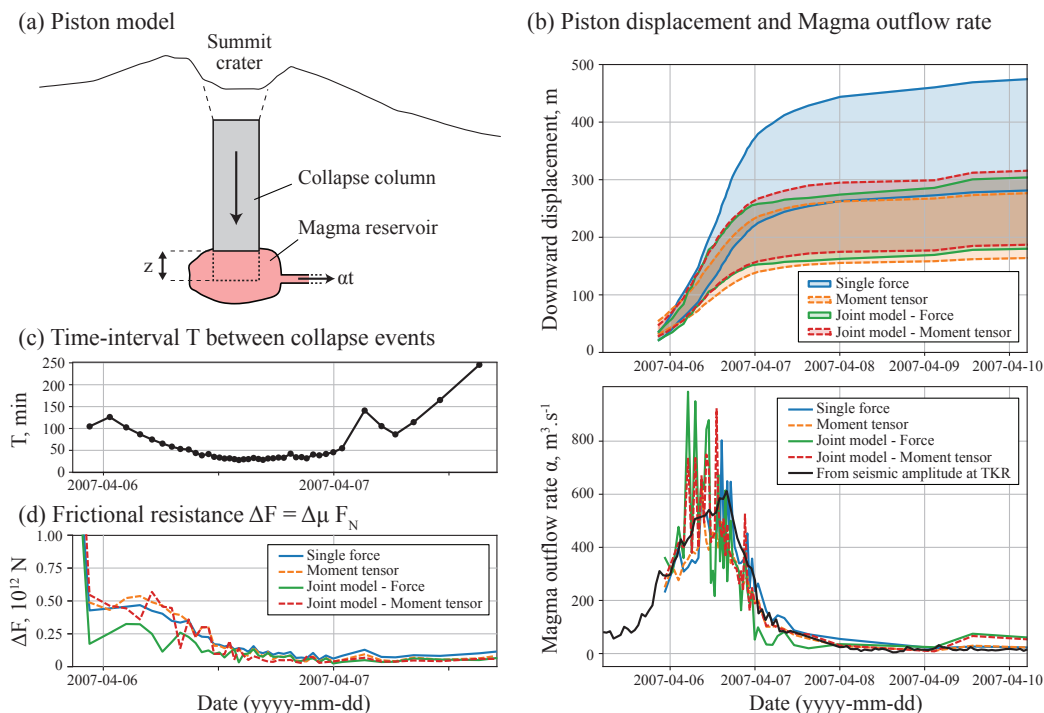 (a) Piston model
Summit
crater
Collapse column
Magma reservoir
z
αt
(b) Piston displacement and Magma outflow rate
Downward displacement, m
500
400
300
200
100
0
Single force
Moment tensor
Joint model - Force
Joint model - Moment tensor
2007-04-06
2007-04-07
2007-04-08
2007-04-09
2007-04-10
Magma outflow rate α, m³.s⁻¹
800
600
400
200
0
Single force
Moment tensor
Joint model - Force
Joint model - Moment tensor
From seismic amplitude at TKR
2007-04-06
2007-04-07
2007-04-08
2007-04-09
2007-04-10
Date (yyyy-mm-dd)
(c) Time-interval T between collapse events
T, min
250
200
150
100
50
0
2007-04-06
2007-04-07
(d) Frictional resistance ΔF = Δμ F_N
ΔF, 10¹² N
1.00
0.75
0.50
0.25
0
Single force
Moment tensor
Joint model - Force
Joint model - Moment tensor
2007-04-06
2007-04-07
Date (yyyy-mm-dd)